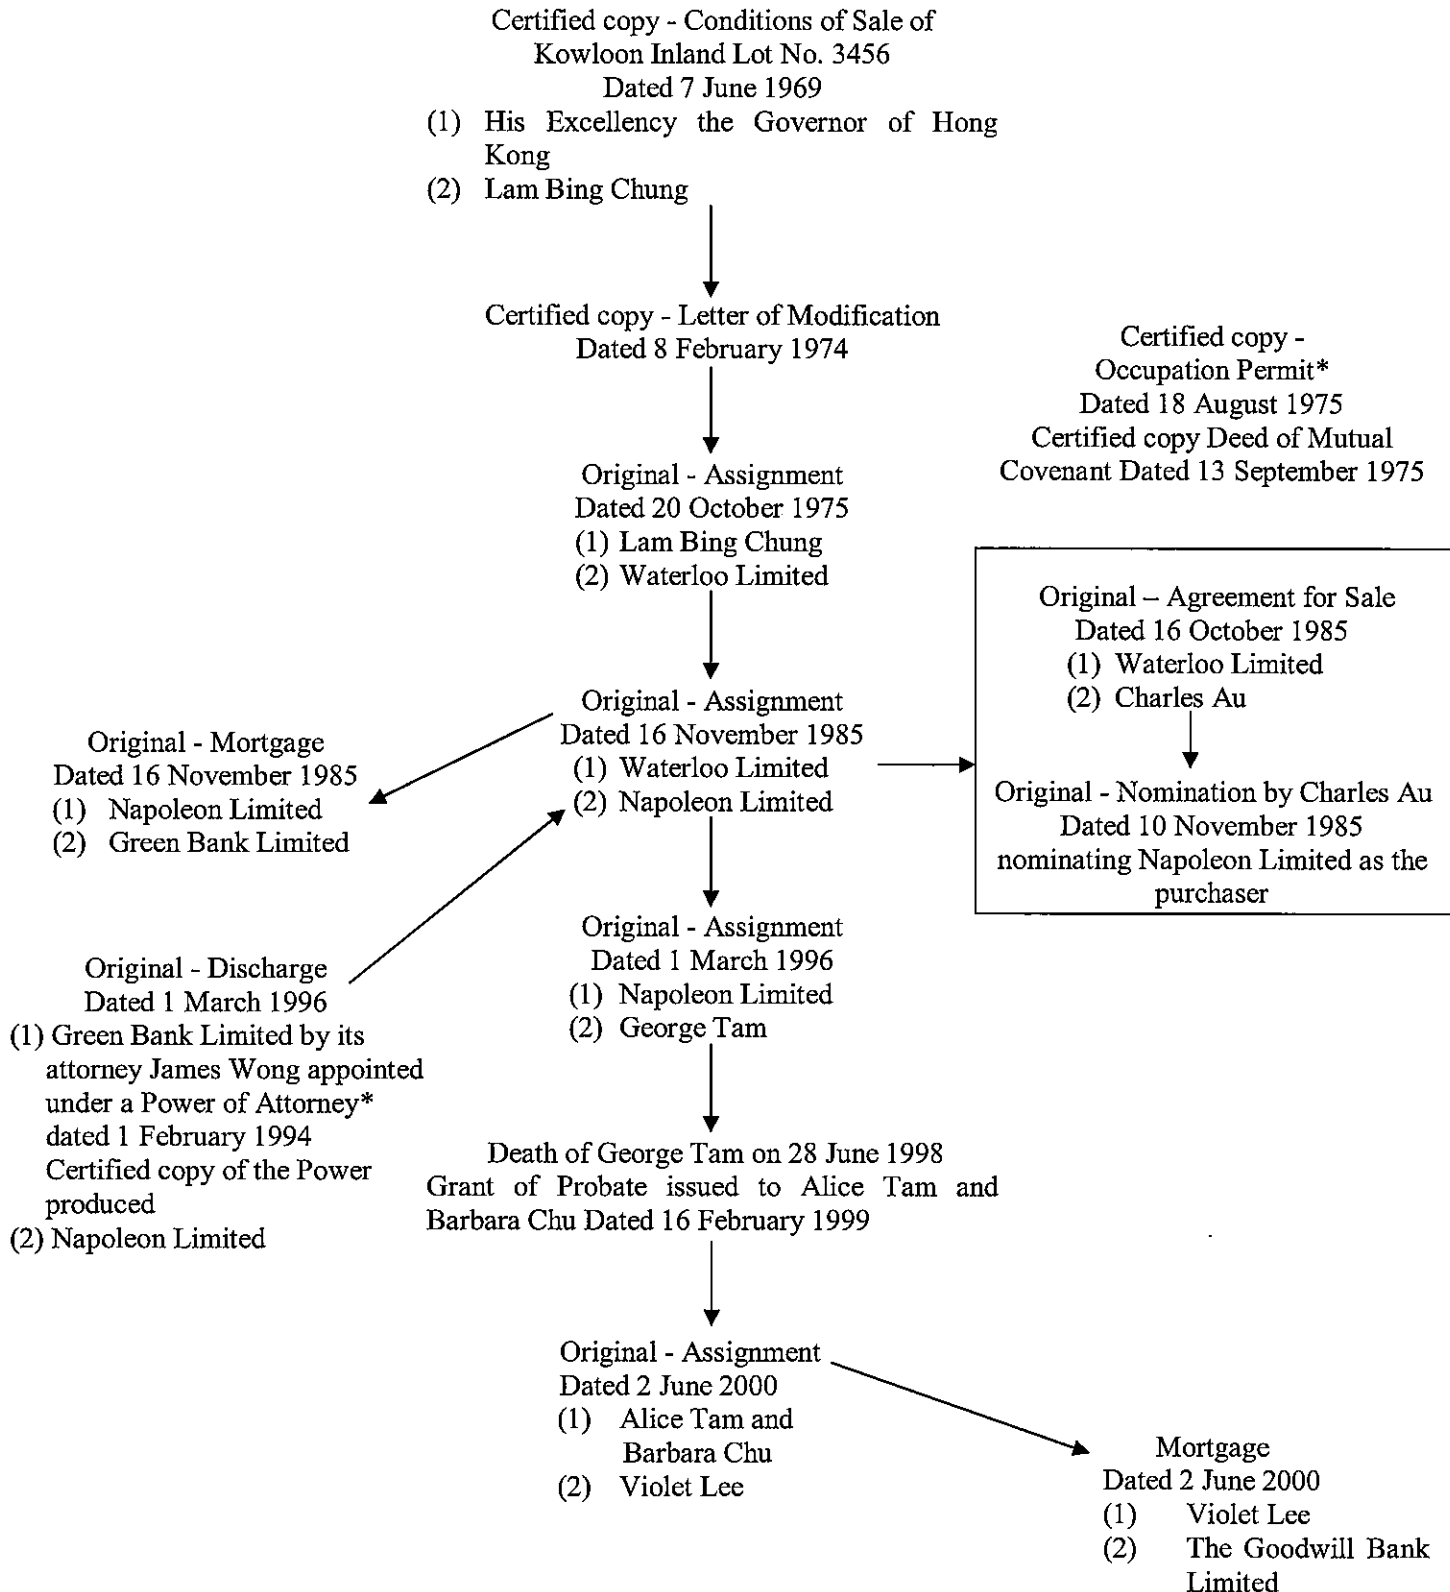 Certified copy - Conditions of Sale of
Kowloon Inland Lot No. 3456
Dated 7 June 1969
(1) His Excellency the Governor of Hong
Kong
(2) Lam Bing Chung
Certified copy - Letter of Modification
Dated 8 February 1974
Certified copy -
Occupation Permit*
Dated 18 August 1975
Certified copy Deed of Mutual
Covenant Dated 13 September 1975
Original - Assignment
Dated 20 October 1975
(1) Lam Bing Chung
(2) Waterloo Limited
Original – Agreement for Sale
Dated 16 October 1985
(1) Waterloo Limited
(2) Charles Au
Original - Nomination by Charles Au
Dated 10 November 1985
nominating Napoleon Limited as the
purchaser
Original - Assignment
Dated 16 November 1985
(1) Waterloo Limited
(2) Napoleon Limited
Original - Mortgage
Dated 16 November 1985
(1) Napoleon Limited
(2) Green Bank Limited
Original - Discharge
Dated 1 March 1996
(1) Green Bank Limited by its
attorney James Wong appointed
under a Power of Attorney*
dated 1 February 1994
Certified copy of the Power
produced
(2) Napoleon Limited
Original - Assignment
Dated 1 March 1996
(1) Napoleon Limited
(2) George Tam
Death of George Tam on 28 June 1998
Grant of Probate issued to Alice Tam and
Barbara Chu Dated 16 February 1999
Original - Assignment
Dated 2 June 2000
(1) Alice Tam and
Barbara Chu
(2) Violet Lee
Mortgage
Dated 2 June 2000
(1) Violet Lee
(2) The Goodwill Bank
Limited